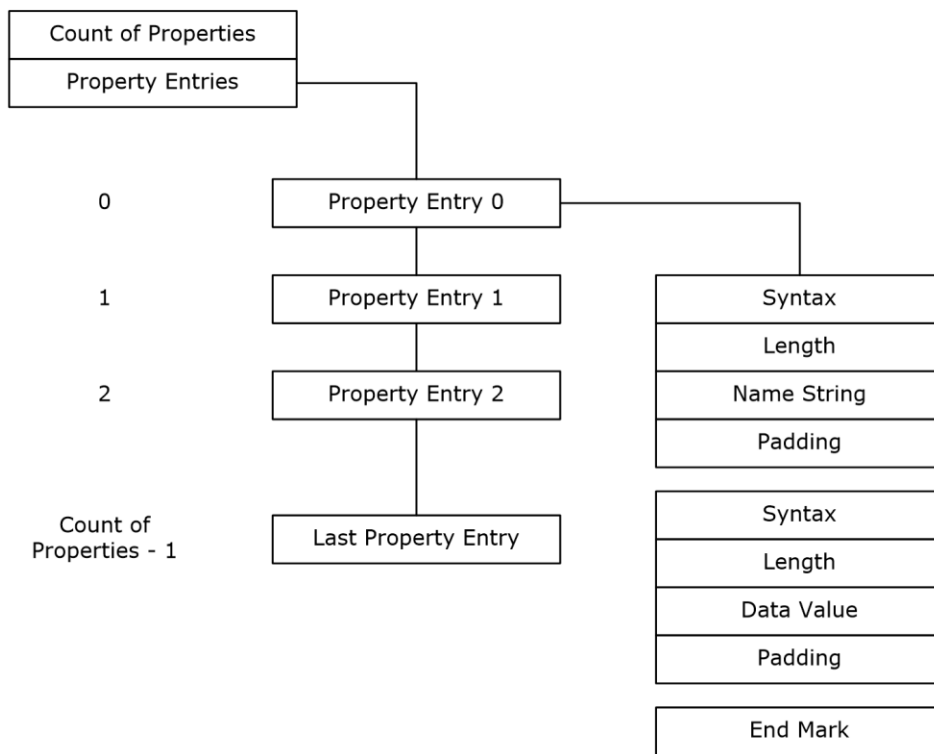 Count of Properties
Property Entries
0
Property Entry 0
1
Property Entry 1
2
Property Entry 2
Count of
Properties - 1
Last Property Entry
Syntax
Length
Name String
Padding
Syntax
Length
Data Value
Padding
End Mark